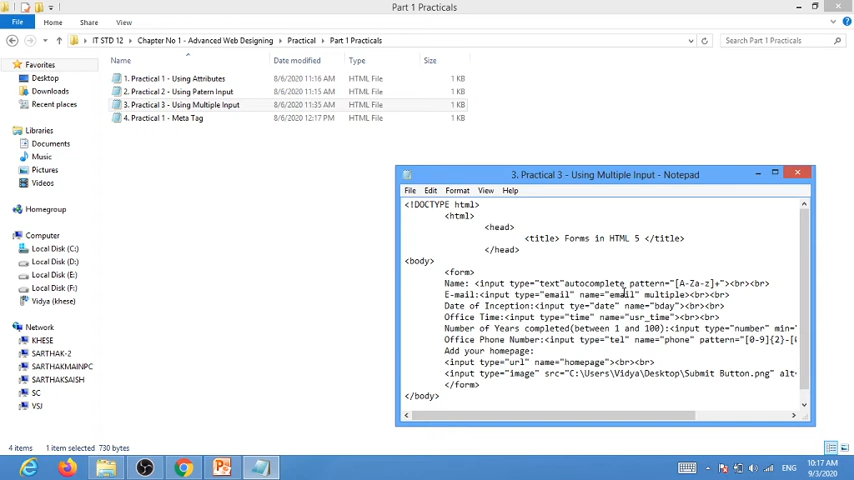 Part 1 Practicals
File Home Share View
IT STD 12 Chapter No 1 - Advanced Web Designing Practical Part 1 Practicals Search Part 1 Practicals
Name Date modified Type Size
Favorites
Desktop
Downloads
Recent places
Libraries
Documents
Music
Pictures
Videos
Homegroup
Computer
Local Disk (C:)
Local Disk (D:)
Local Disk (E:)
Local Disk (F:)
Vidya (khese)
Network
KHESE
SARTHAK-2
SARTHAKMAINPC
SARTHAKSAISH
SC
VSJ
1. Practical 1 - Using Attributes 8/6/2020 11:16 AM HTML File 1 KB
2. Practical 2 - Using Patern Input 8/6/2020 11:15 AM HTML File 1 KB
3. Practical 3 - Using Multiple Input 8/6/2020 11:35 AM HTML File 1 KB
4. Practical 1 - Meta Tag 8/6/2020 12:17 PM HTML File 1 KB
3. Practical 3 - Using Multiple Input - Notepad
File Edit Format View Help
<!DOCTYPE html>
<html>
<head>
<title> Forms in HTML 5 </title>
</head>
<body>
<form>
Name: <input type="text"autocomplete pattern="[A-Za-z]+"><br><br>
E-mail:<input type="email" name="email" multiple><br><br>
Date of Inception:<input tye="date" name="bday"><br><br>
Office Time:<input type="time" name="usr_time"><br><br>
Number of Years completed(between 1 and 100):<input type="number" min="
Office Phone Number:<input type="tel" name="phone" pattern="[0-9]{2}-[
Add your homepage:
<input type="url" name="homepage"><br><br>
<input type="image" src="C:\Users\Vidya\Desktop\Submit Button.png" alt
</form>
</body>
4 items 1 item selected 730 bytes
ENG 10:17 AM
9/3/2020